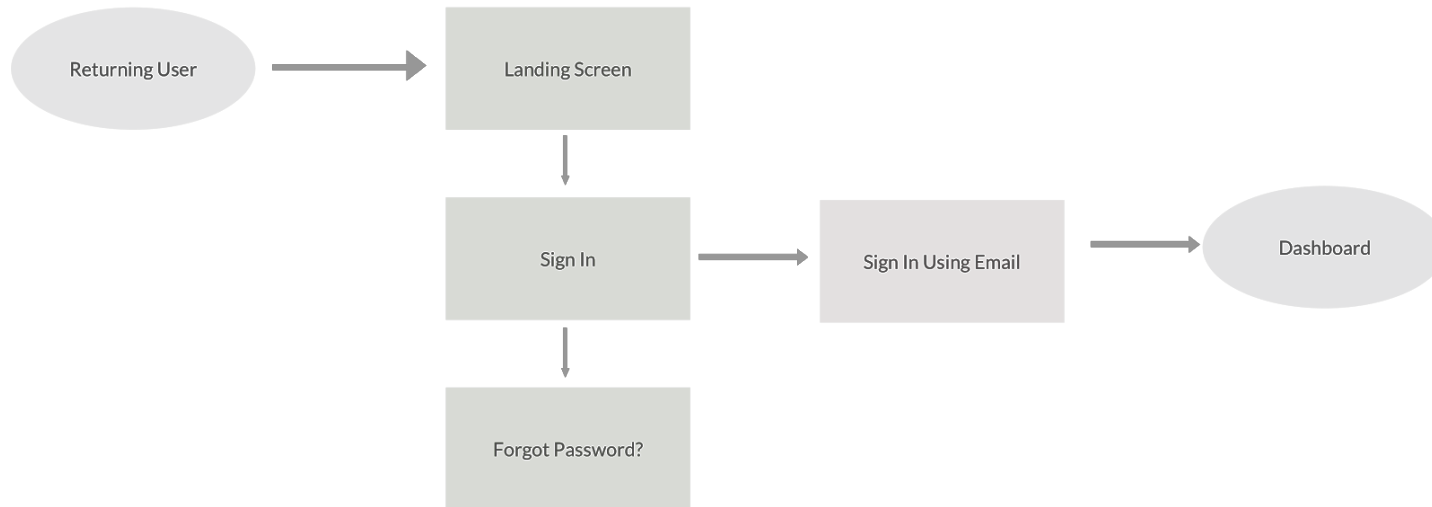 Returning User
Landing Screen
Sign In
Sign In Using Email
Dashboard
Forgot Password?